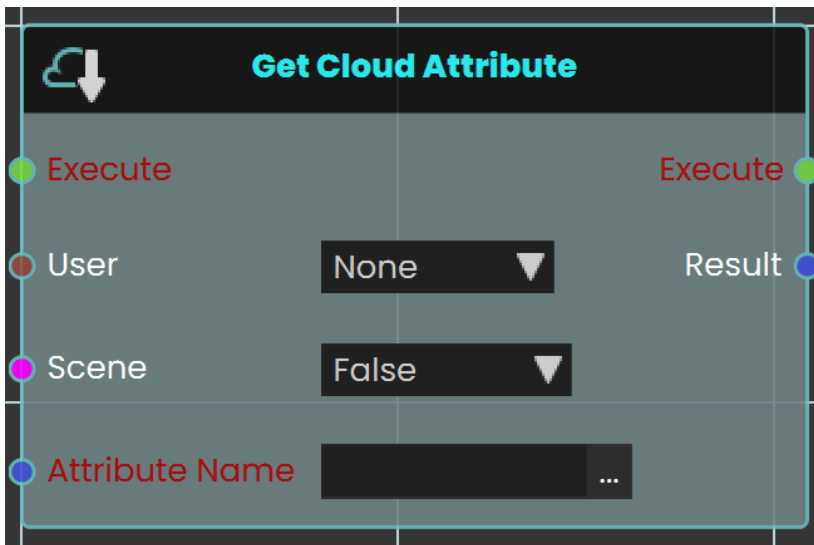 Get Cloud Attribute
Execute Execute
User None Result
Scene False
Attribute Name ...